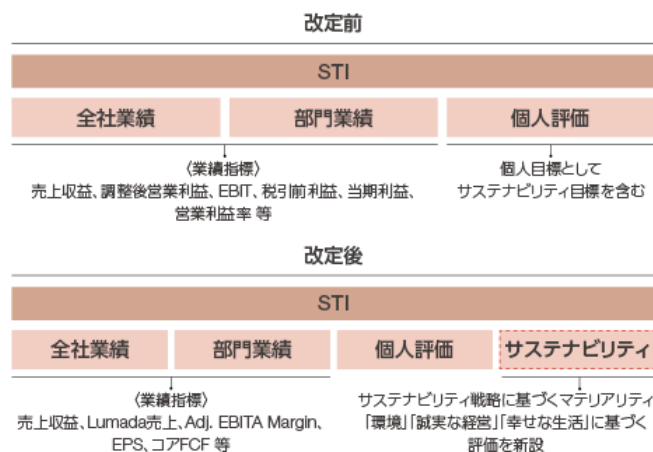 改定前
STI
全社業績
部門業績
個人評価
〈業績指標〉
売上収益、調整後営業利益、EBIT、税引前利益、当期利益、
営業利益率 等
個人目標として
サステナビリティ目標を含む
改定後
STI
全社業績
部門業績
個人評価
サステナビリティ
〈業績指標〉
売上収益、Lumada売上、Adj. EBITA Margin、
EPS、コアFCF 等
サステナビリティ戦略に基づくマテリアリティ
「環境」「誠実な経営」「幸せな生活」に基づく
評価を新設